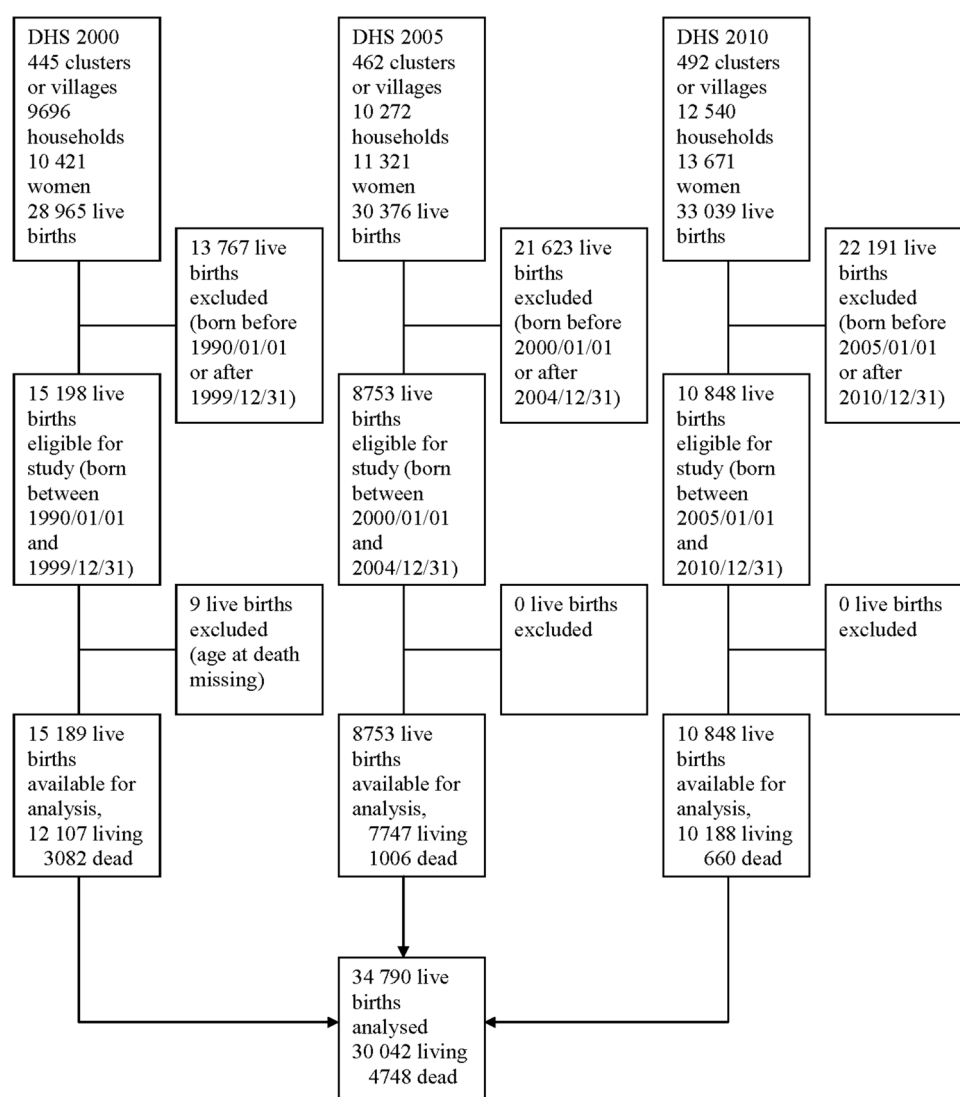 DHS 2000
445 clusters
or villages
9696
households
10 421
women
28 965 live
births
DHS 2005
462 clusters
or villages
10 272
households
11 321
women
30 376 live
births
DHS 2010
492 clusters
or villages
12 540
households
13 671
women
33 039 live
births
13 767 live
births
excluded
(born before
1990/01/01
or after
1999/12/31)
21 623 live
births
excluded
(born before
2000/01/01
or after
2004/12/31)
22 191 live
births
excluded
(born before
2005/01/01
or after
2010/12/31)
15 198 live
births
eligible for
study (born
between
1990/01/01
and
1999/12/31)
8753 live
births
eligible for
study (born
between
2000/01/01
and
2004/12/31)
10 848 live
births
eligible for
study (born
between
2005/01/01
and
2010/12/31)
9 live births
excluded
(age at death
missing)
0 live births
excluded
0 live births
excluded
15 189 live
births
available for
analysis,
12 107 living
3082 dead
8753 live
births
available for
analysis,
7747 living
1006 dead
10 848 live
births
available for
analysis,
10 188 living
660 dead
34 790 live
births
analysed
30 042 living
4748 dead